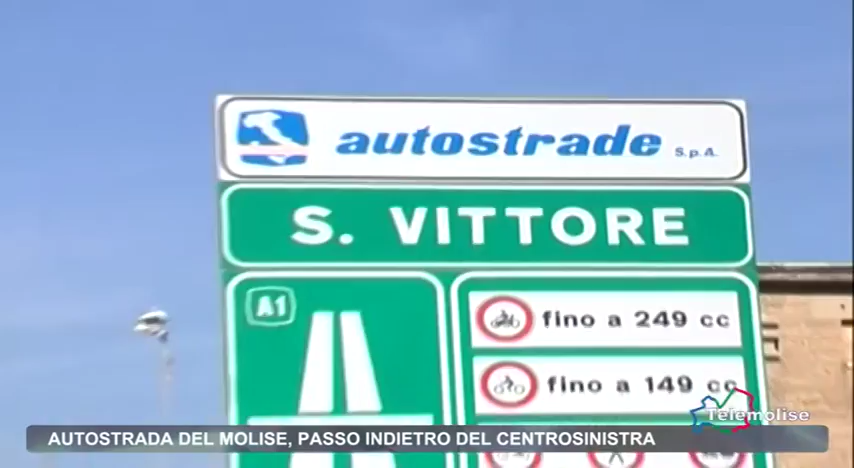 autostrade S.p.A.
S. VITTORE
A1
fino a 249 cc
fino a 149 cc
Telemolise
AUTOSTRADA DEL MOLISE, PASSO INDIETRO DEL CENTROSINISTRA